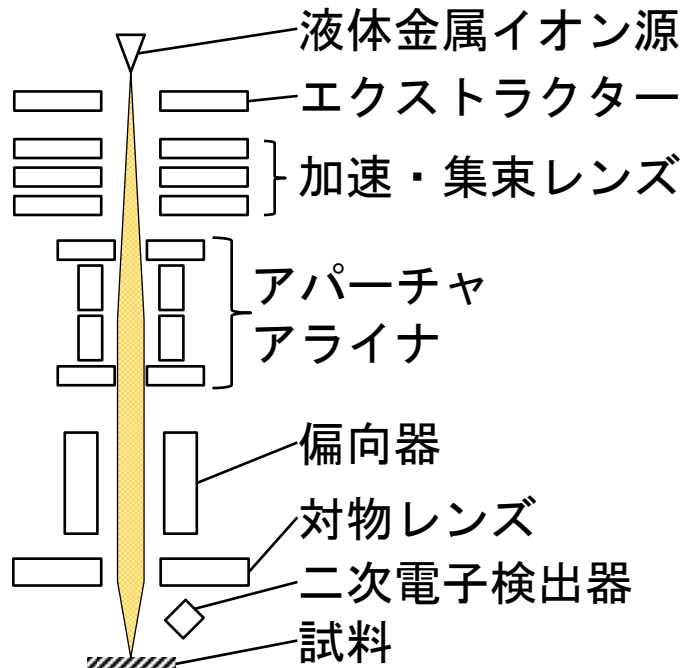 液体金属イオン源
エクストラクター
加速・集束レンズ
アパーチャ
アライナ
偏向器
対物レンズ
二次電子検出器
試料